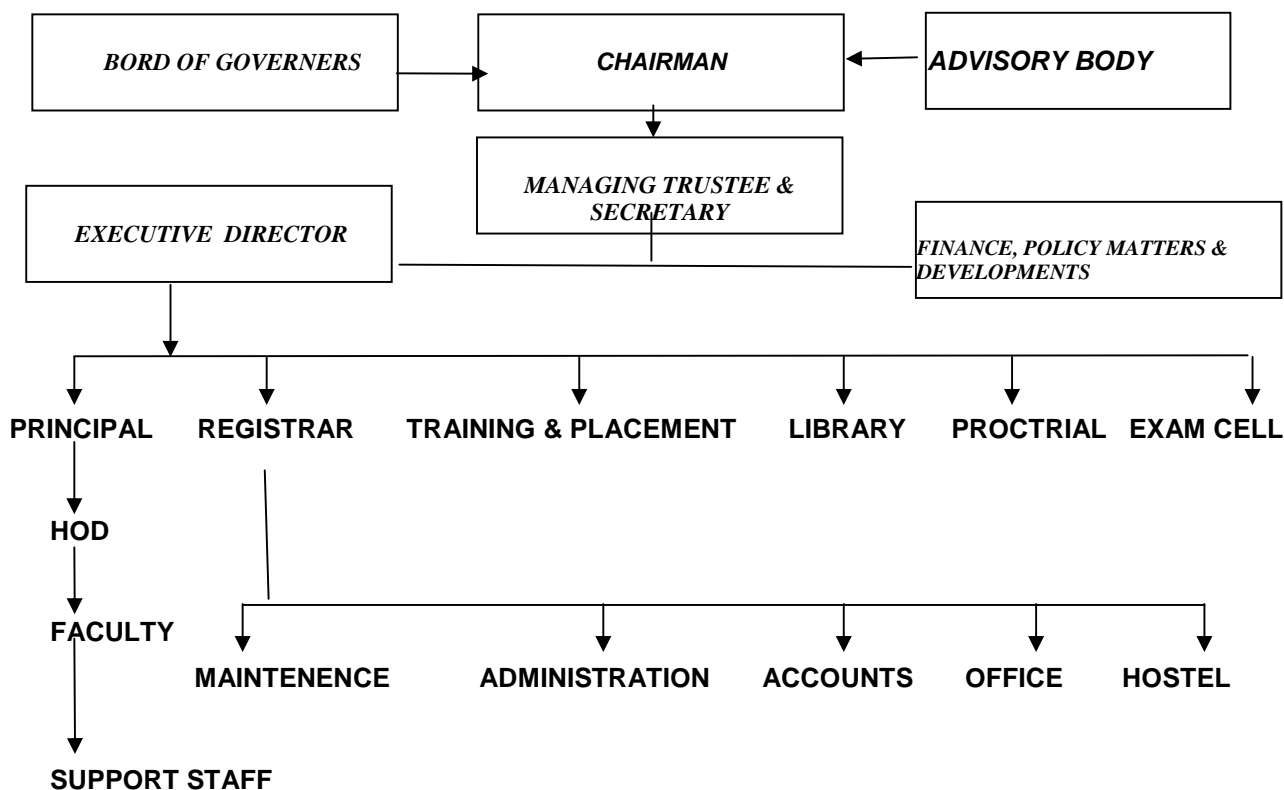 BORD OF GOVERNERS
CHAIRMAN
ADVISORY BODY
MANAGING TRUSTEE &
SECRETARY
EXECUTIVE DIRECTOR
FINANCE, POLICY MATTERS &
DEVELOPMENTS
PRINCIPAL
REGISTRAR
TRAINING & PLACEMENT
LIBRARY
PROCTRIAL
EXAM CELL
HOD
FACULTY
MAINTENENCE
ADMINISTRATION
ACCOUNTS
OFFICE
HOSTEL
SUPPORT STAFF